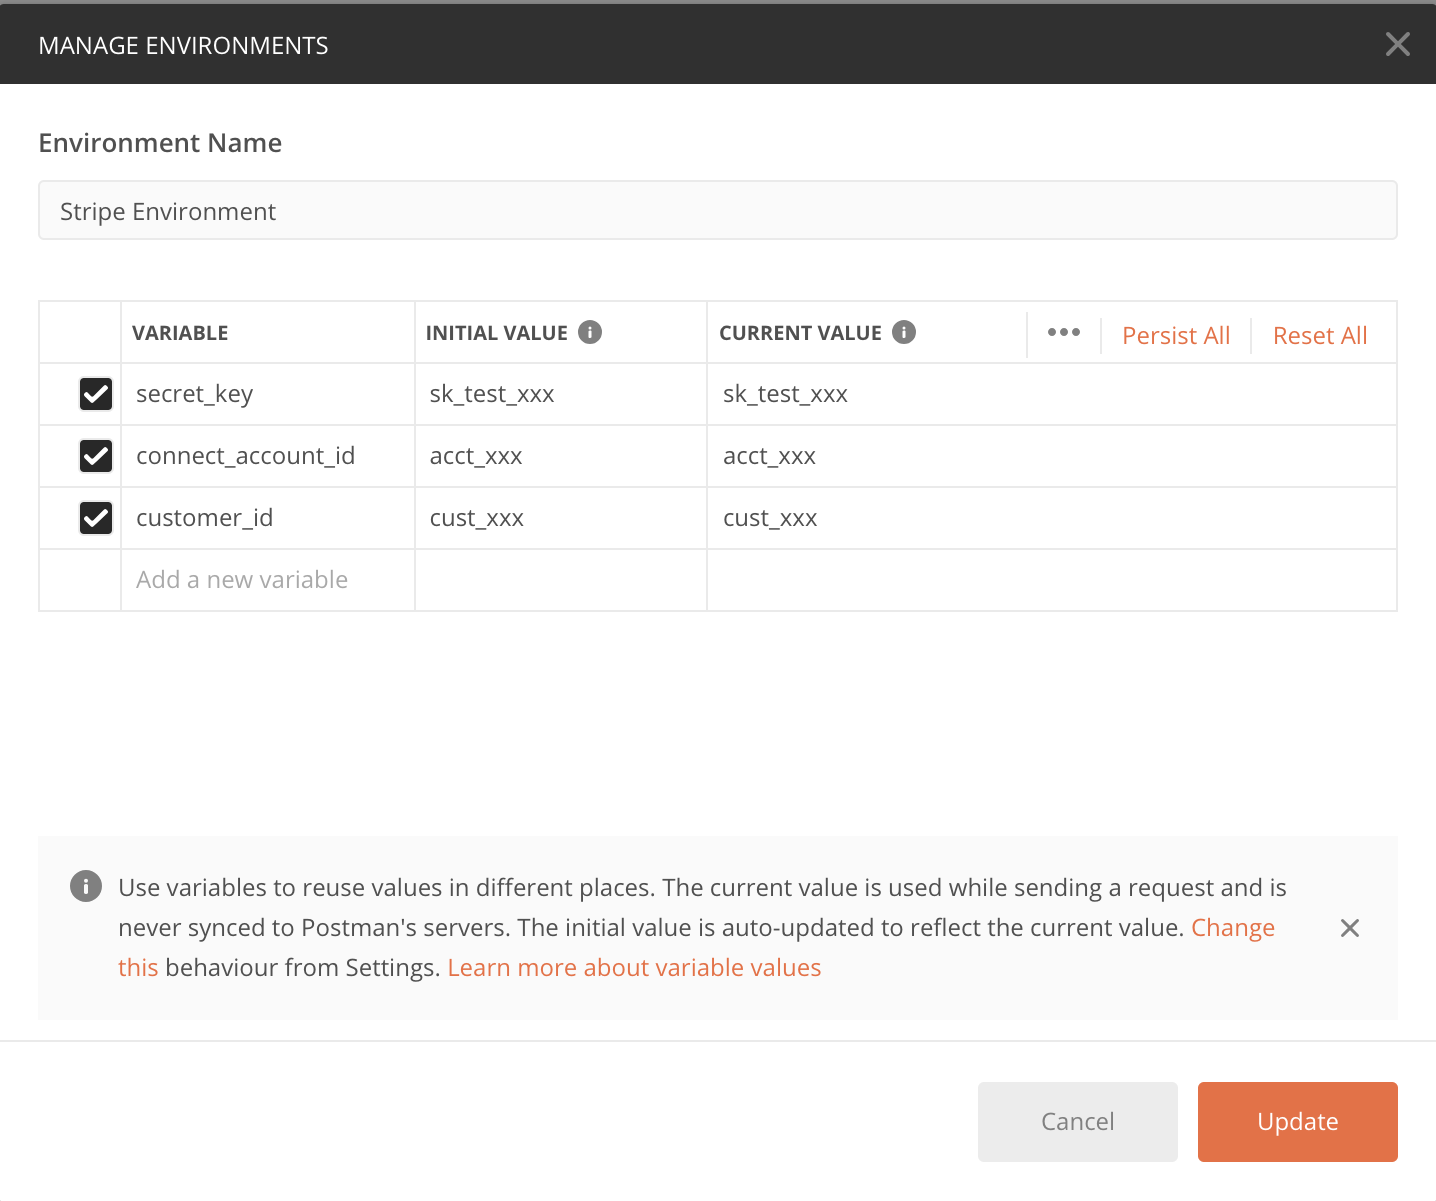 MANAGE ENVIRONMENTS
Environment Name
Stripe Environment
VARIABLE INITIAL VALUE CURRENT VALUE Persist All Reset All
secret_key sk_test_xxx sk_test_xxx
connect_account_id acct_xxx acct_xxx
customer_id cust_xxx cust_xxx
Add a new variable
Use variables to reuse values in different places. The current value is used while sending a request and is
never synced to Postman's servers. The initial value is auto-updated to reflect the current value. Change
this behaviour from Settings. Learn more about variable values
Cancel Update